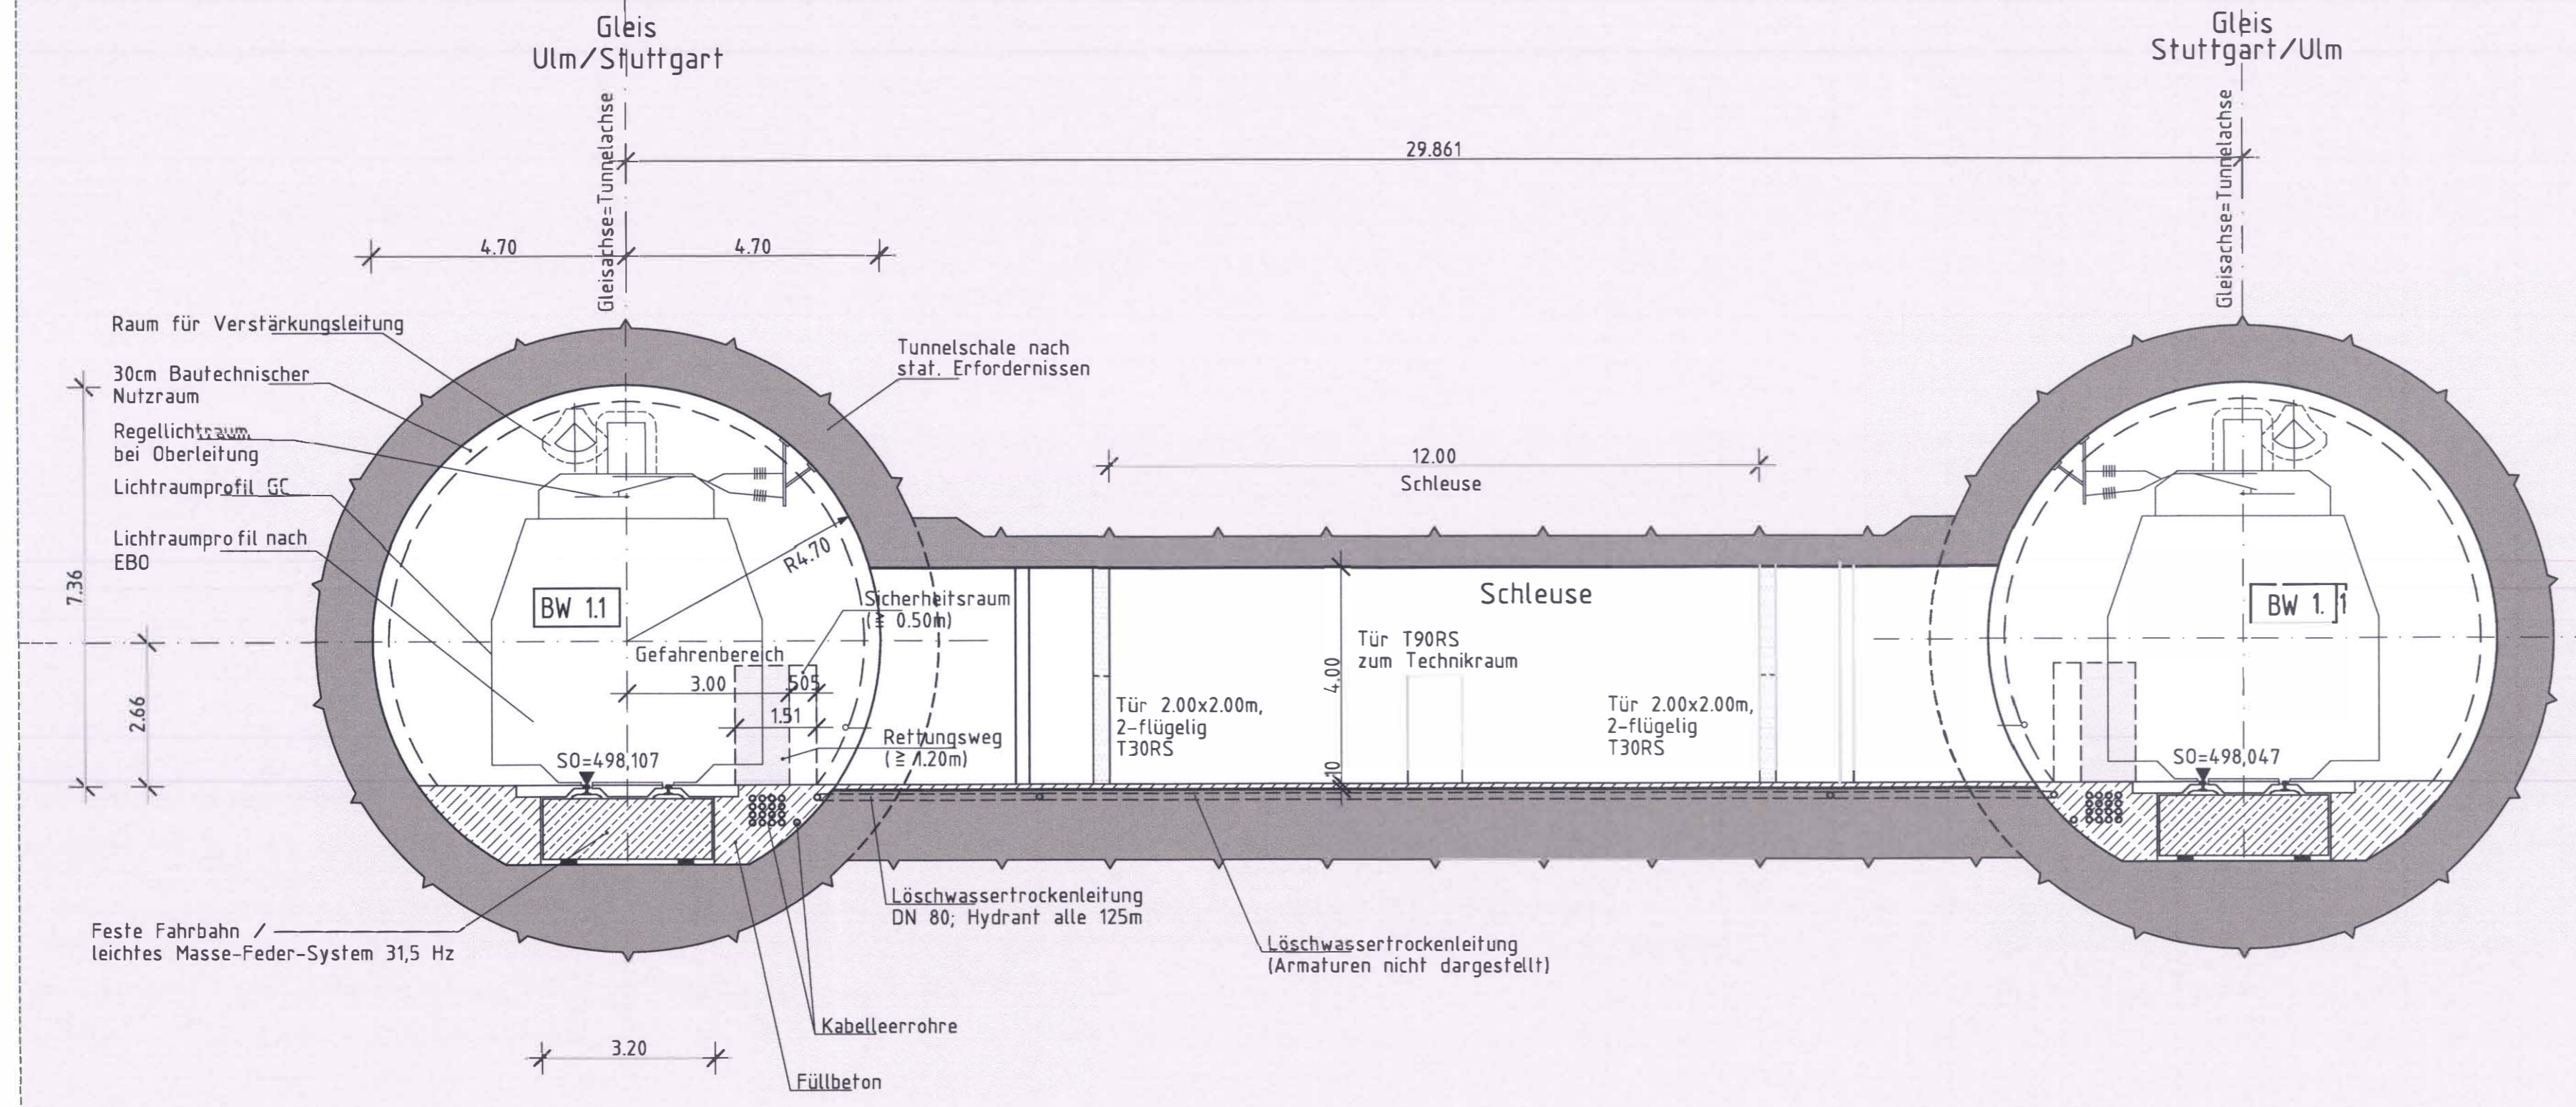 Gleis
Ulm/Stuttgart
Gleis
Stuttgart/Ulm
Gleisachse=Tunnelachse
Gleisachse=Tunnelachse
29.861
4.70
4.70
Raum für Verstärkungsleitung
30cm Bautechnischer
Nutzraum
Regellichtraum
bei Oberleitung
Lichtraumprofil GC
Lichtraumprofil nach
EBO
Tunnelschale nach
stat. Erfordernissen
12.00
Schleuse
7.36
2.66
R4.70
BW 1.1
Sicherheitsraum
(≧ 0.50m)
Gefahrenbereich
3.00
.505
1.51
Rettungsweg
(≧ 1.20m)
SO=498,107
Schleuse
Tür T90RS
zum Technikraum
4.00
.10
Tür 2.00x2.00m,
2-flügelig
T30RS
Tür 2.00x2.00m,
2-flügelig
T30RS
BW 1.1
SO=498,047
Löschwassertrockenleitung
DN 80; Hydrant alle 125m
Löschwassertrockenleitung
(Armaturen nicht dargestellt)
Feste Fahrbahn /
leichtes Masse-Feder-System 31,5 Hz
Kabelleerrohre
3.20
Füllbeton